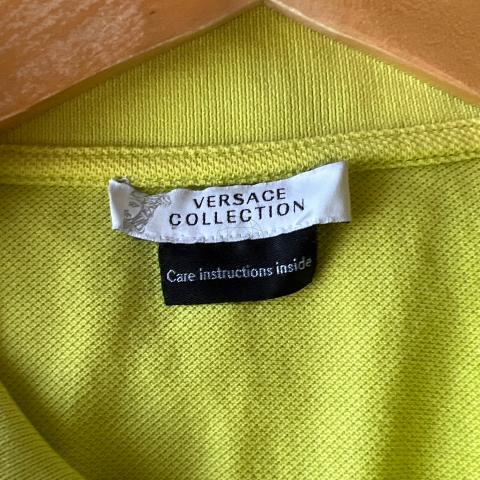 VERSACE
COLLECTION
Care instructions inside